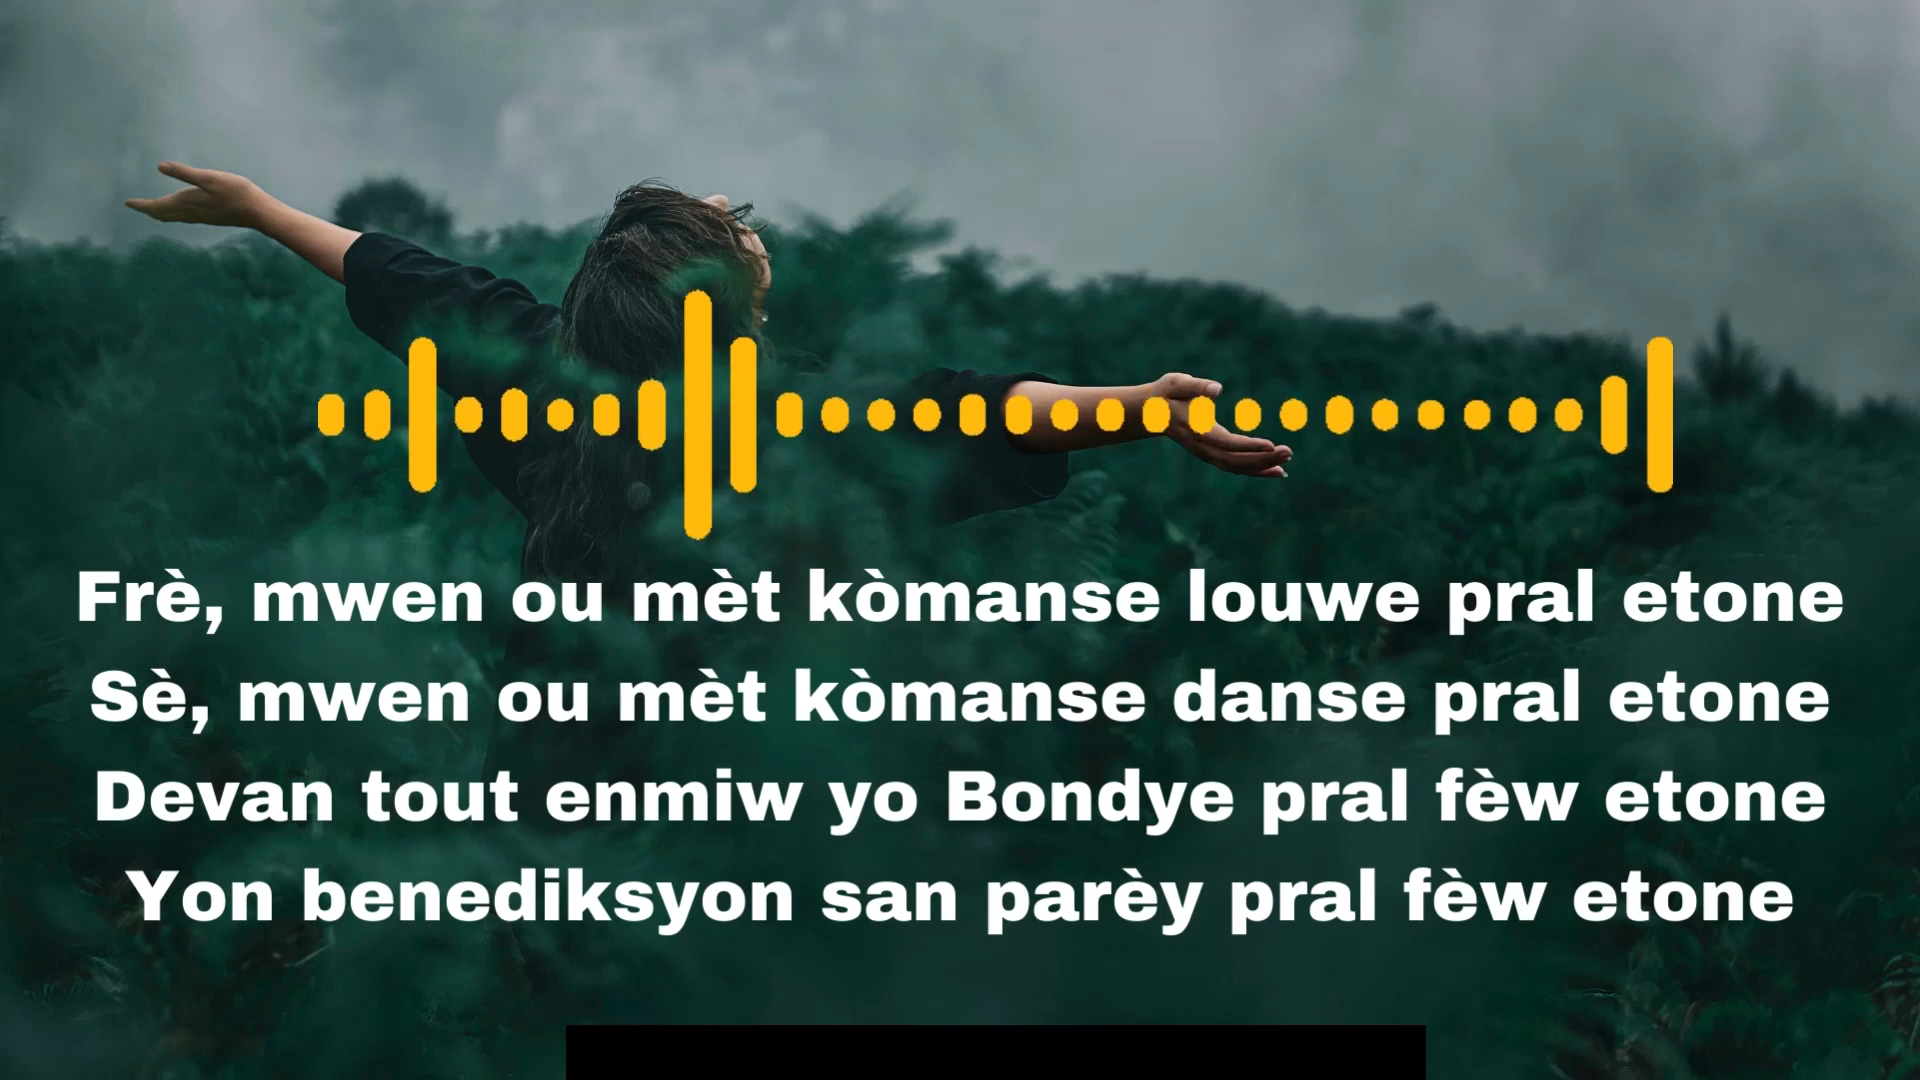 Frè, mwen ou mèt kòmanse louwe pral etone
Sè, mwen ou mèt kòmanse danse pral etone
Devan tout enmiw yo Bondye pral fèw etone
Yon benediksyon san parèy pral fèw etone